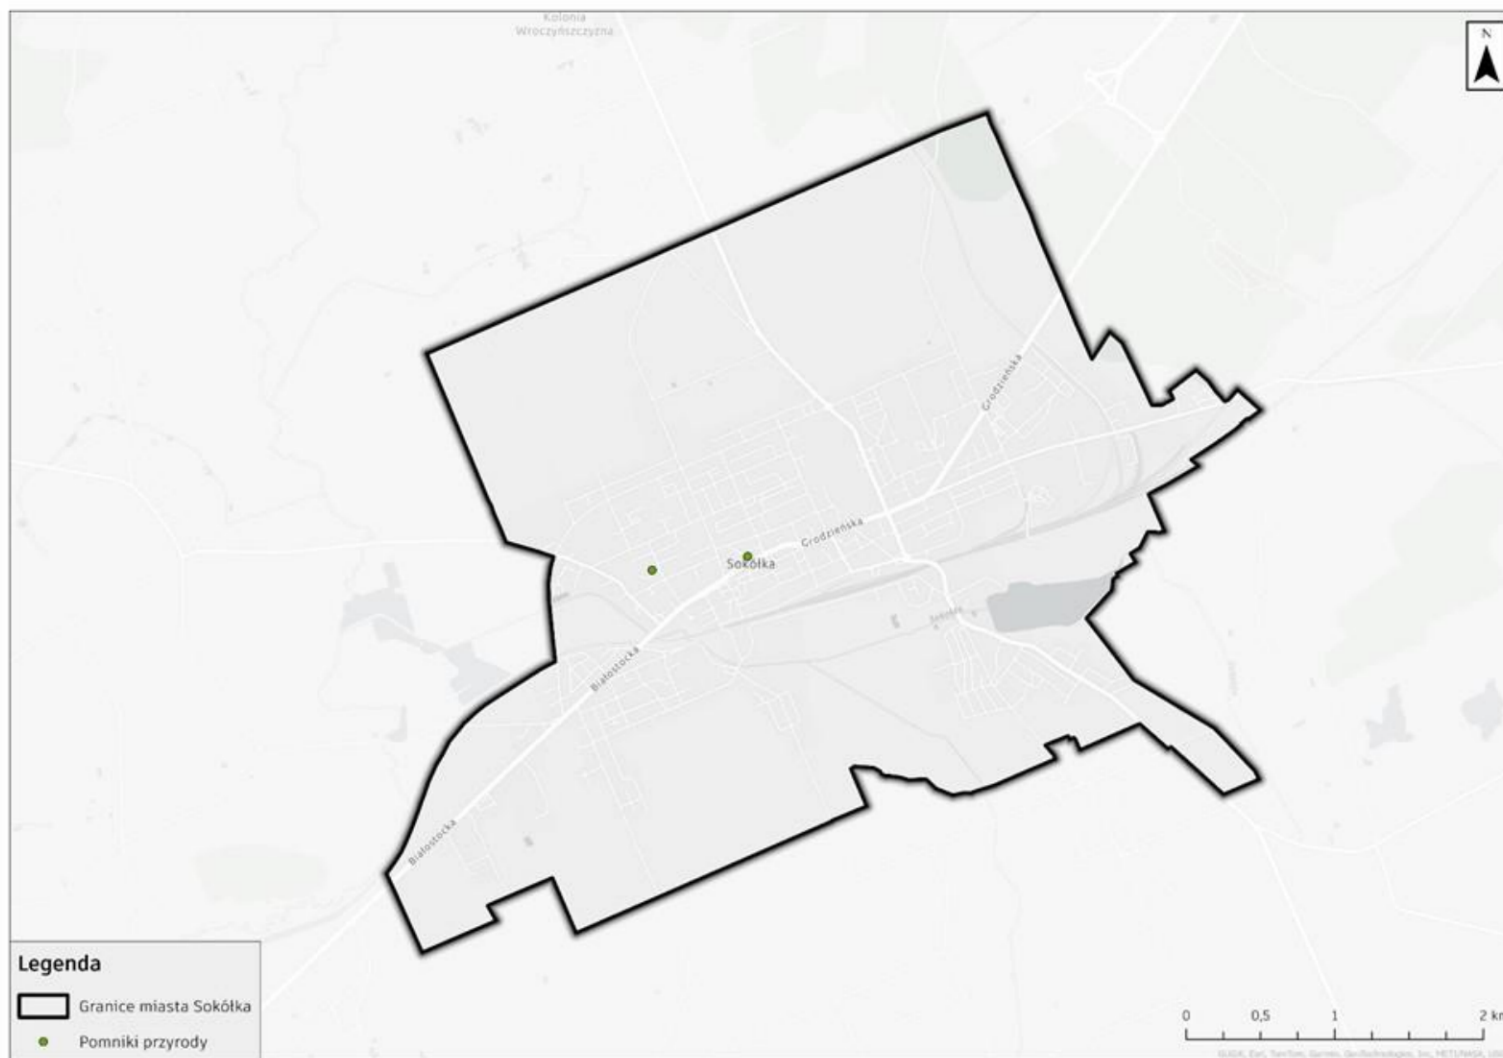 Kolonia
Wroczyńszczyzna
N
Grodzieńska
Grodzieńska
Sokółka
Sokółda
Białostocka
Białostocka
Legenda
Granice miasta Sokółka
Pomniki przyrody
0 0,5 1 2 km